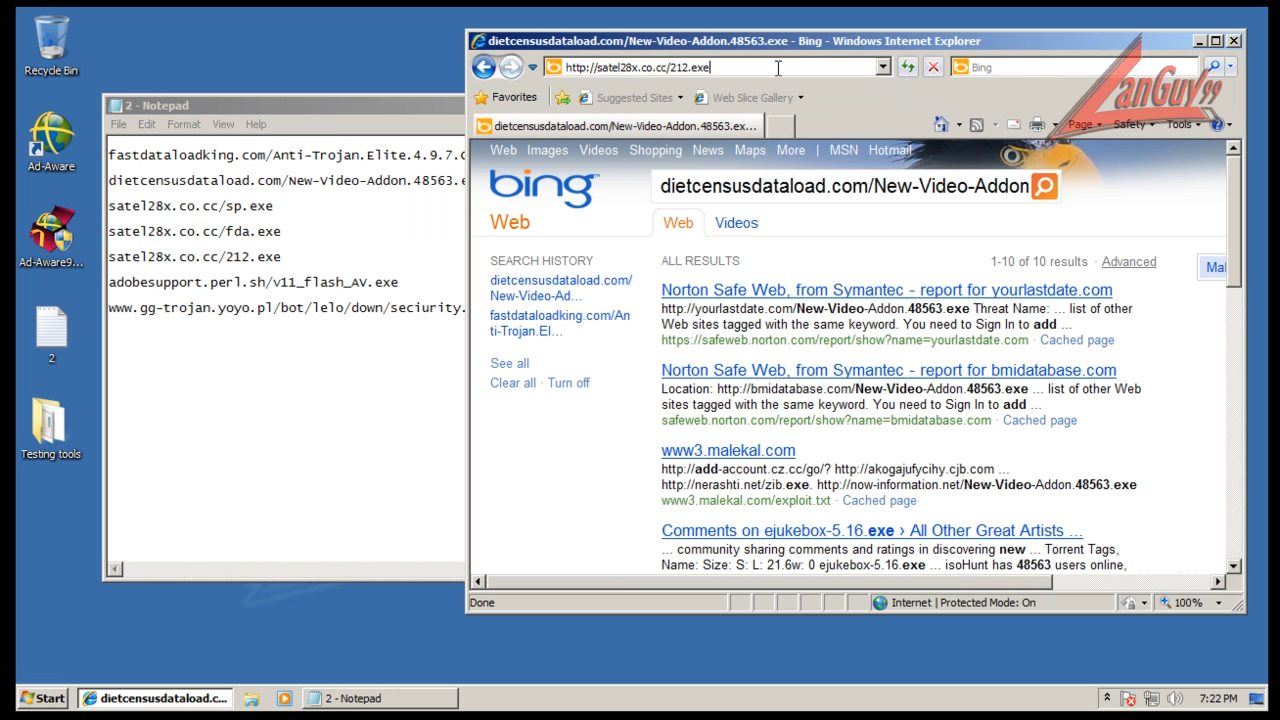 Recycle Bin
Ad-Aware
Ad-Aware9...
2
Testing tools
2 - Notepad
File Edit Format View Help
fastdataloadking.com/Anti-Trojan.Elite.4.9.7.
dietcensusdataload.com/New-Video-Addon.48563.e
satel28x.co.cc/sp.exe
satel28x.co.cc/fda.exe
satel28x.co.cc/212.exe
adobesupport.perl.sh/v11_flash_AV.exe
www.gg-trojan.yoyo.pl/bot/lelo/down/seciurity.
dietcensusdataload.com/New-Video-Addon.48563.exe - Bing - Windows Internet Explorer
http://satel28x.co.cc/212.exe
Bing
anGuy99
Favorites Suggested Sites Web Slice Gallery
dietcensusdataload.com/New-Video-Addon.48563.ex...
Page Safety Tools
Web Images Videos Shopping News Maps More | MSN Hotmail
bing
dietcensusdataload.com/New-Video-Addon
Web
Web Videos
SEARCH HISTORY
dietcensusdataload.com/
New-Video-Ad...
fastdataloadking.com/An
ti-Trojan.El...
See all
Clear all · Turn off
ALL RESULTS
1-10 of 10 results · Advanced
Mal
Norton Safe Web, from Symantec - report for yourlastdate.com
http://yourlastdate.com/New-Video-Addon.48563.exe Threat Name: ... list of other
Web sites tagged with the same keyword. You need to Sign In to add ...
https://safeweb.norton.com/report/show?name=yourlastdate.com · Cached page
Norton Safe Web, from Symantec - report for bmidatabase.com
Location: http://bmidatabase.com/New-Video-Addon.48563.exe ... list of other Web
sites tagged with the same keyword. You need to Sign In to add ...
safeweb.norton.com/report/show?name=bmidatabase.com · Cached page
www3.malekal.com
http://add-account.cz.cc/go/? http://akogajufycihy.cjb.com ...
http://nerashti.net/zib.exe. http://now-information.net/New-Video-Addon.48563.exe
www3.malekal.com/exploit.txt · Cached page
Comments on ejukebox-5.16.exe › All Other Great Artists ...
... community sharing comments and ratings in discovering new ... Torrent Tags,
Name: Size: S: L: 21.6w: 0 ejukebox-5.16.exe ... isoHunt has 48563 users online,
Done
Internet | Protected Mode: On
100%
Start
dietcensusdataload.c...
2 - Notepad
7:22 PM